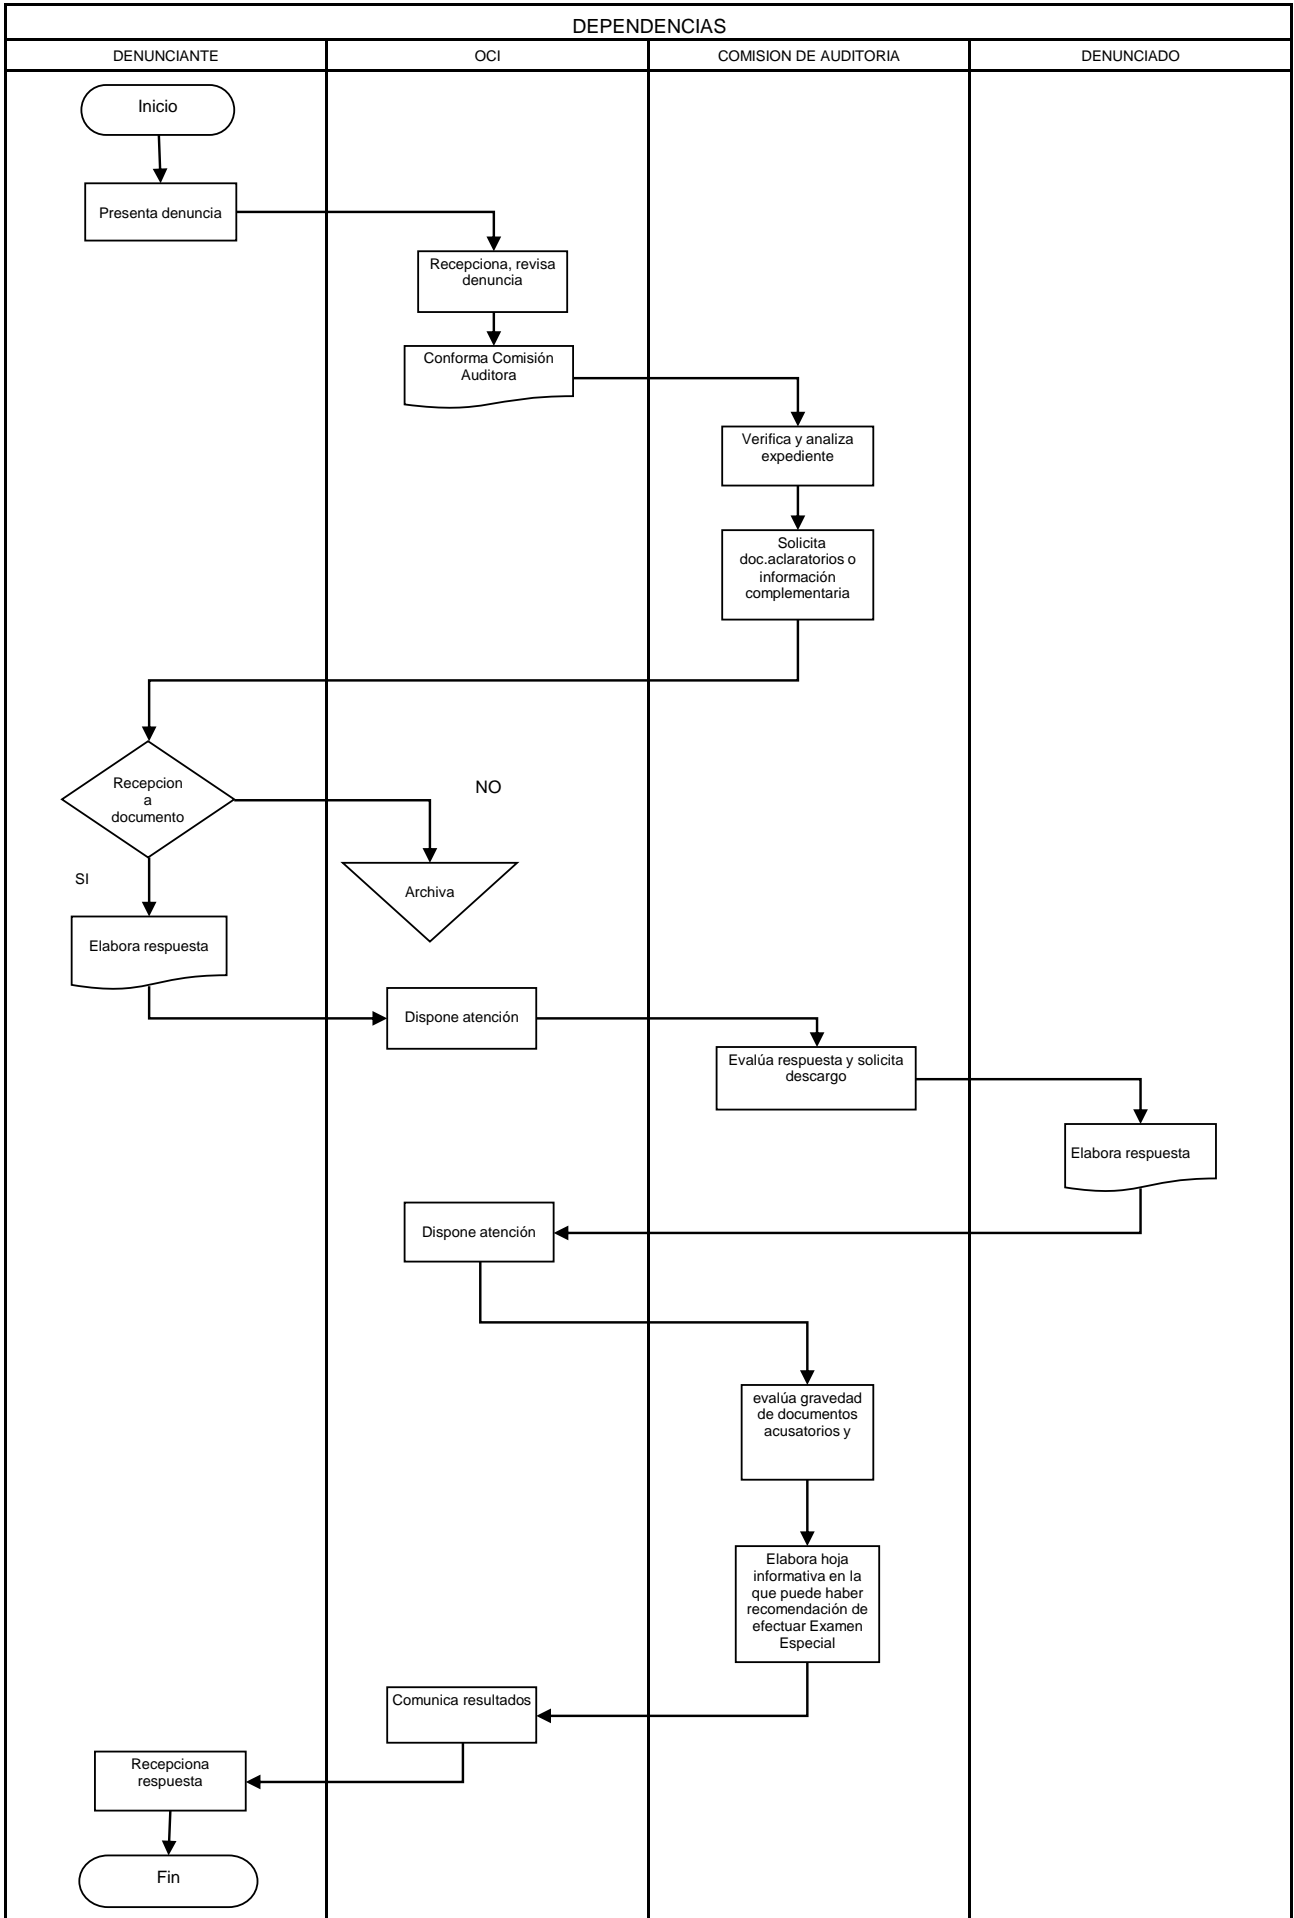 DEPENDENCIAS
DENUNCIANTE
OCI
COMISION DE AUDITORIA
DENUNCIADO
Inicio
Presenta denuncia
Recepciona, revisa
denuncia
Conforma Comisión
Auditora
Verifica y analiza
expediente
Solicita
doc.aclaratorios o
información
complementaria
Recepcion
a
documento
NO
SI
Archiva
Elabora respuesta
Dispone atención
Evalúa respuesta y solicita
descargo
Elabora respuesta
Dispone atención
evalúa gravedad
de documentos
acusatorios y
Elabora hoja
informativa en la
que puede haber
recomendación de
efectuar Examen
Especial
Comunica resultados
Recepciona
respuesta
Fin